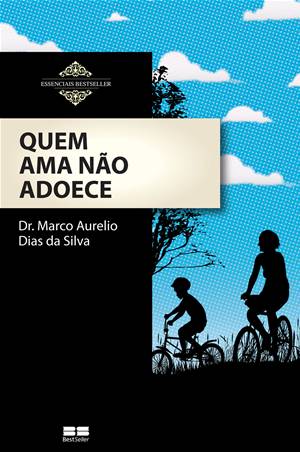 ESSENCIAIS BESTSELLER
QUEM
AMA NÃO
ADOECE
Dr. Marco Aurelio
Dias da Silva
BestSeller